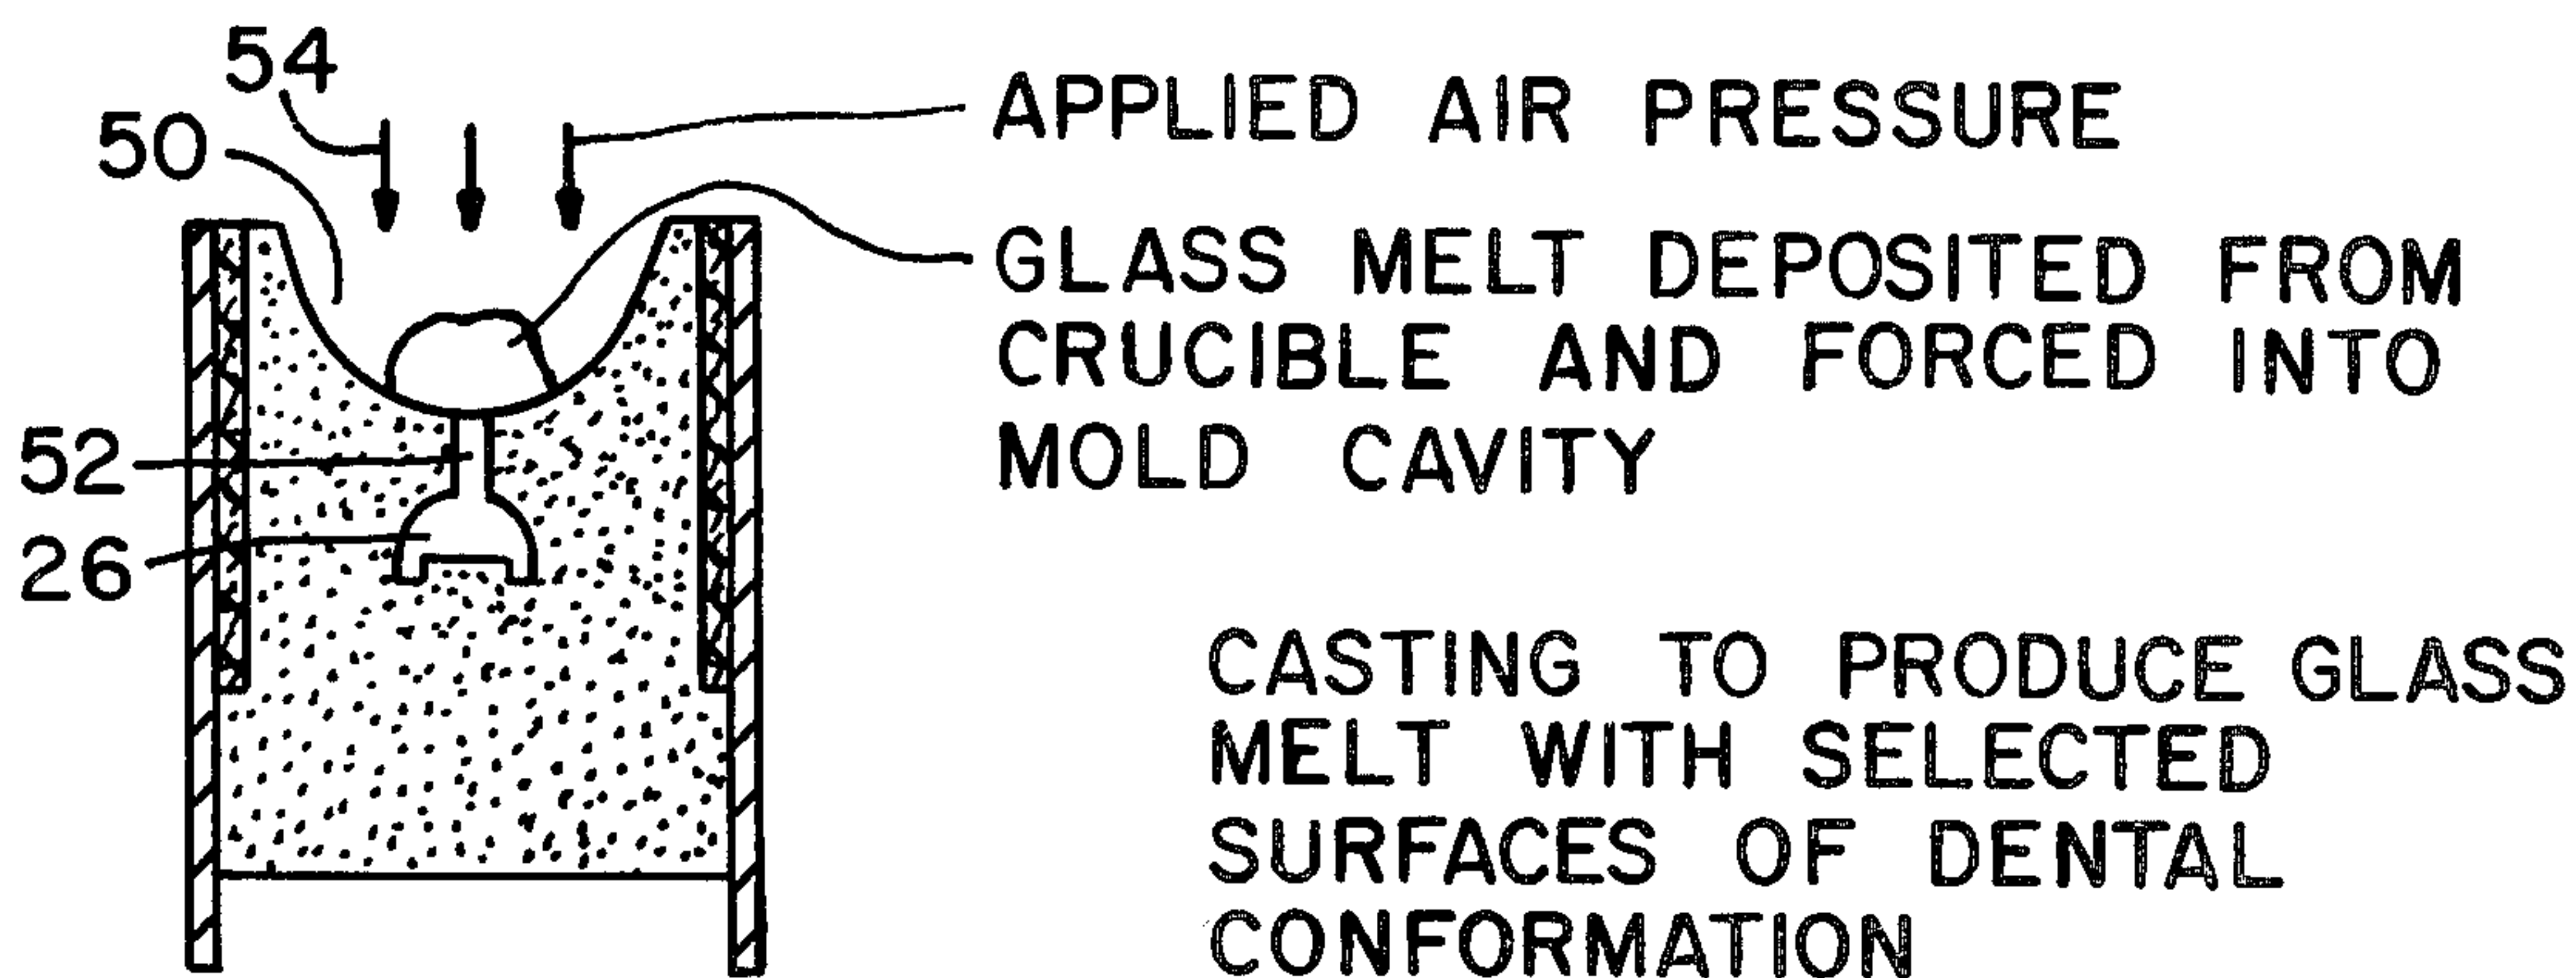 54
50
APPLIED AIR PRESSURE
GLASS MELT DEPOSITED FROM
CRUCIBLE AND FORCED INTO
MOLD CAVITY
52
26
CASTING TO PRODUCE GLASS
MELT WITH SELECTED
SURFACES OF DENTAL
CONFORMATION